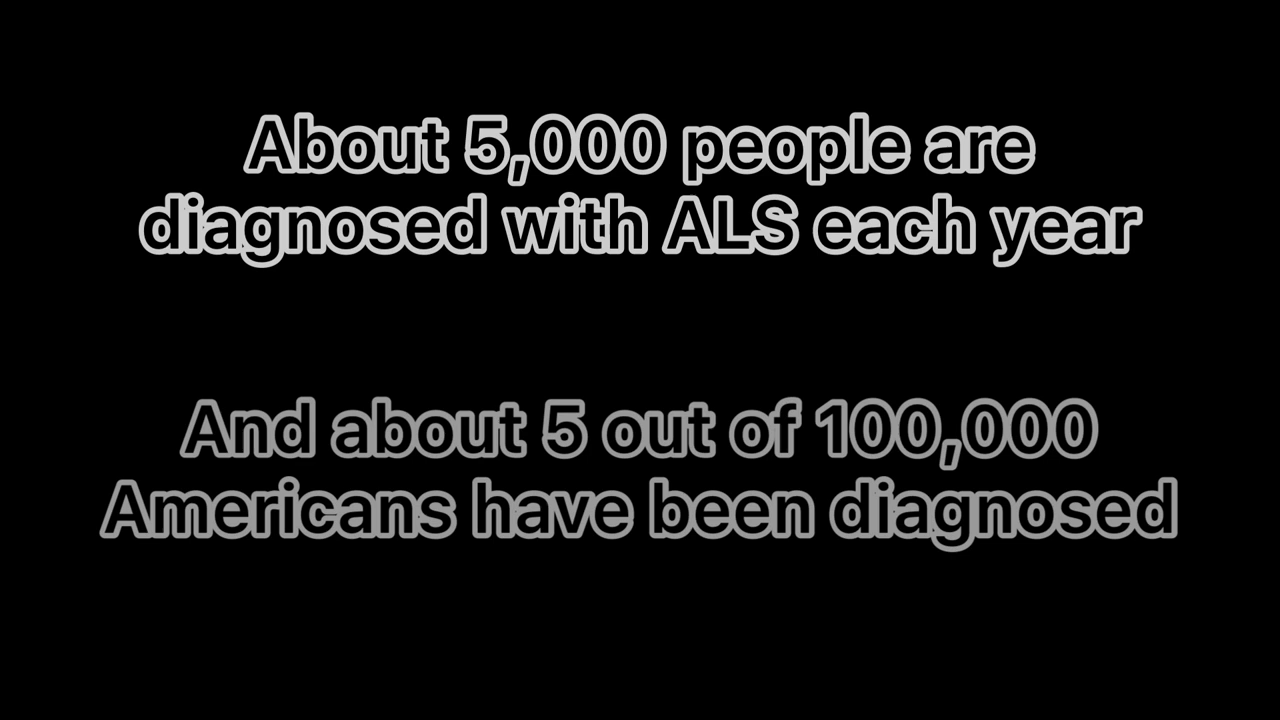 About 5,000 people are
diagnosed with ALS each year
And about 5 out of 100,000
Americans have been diagnosed